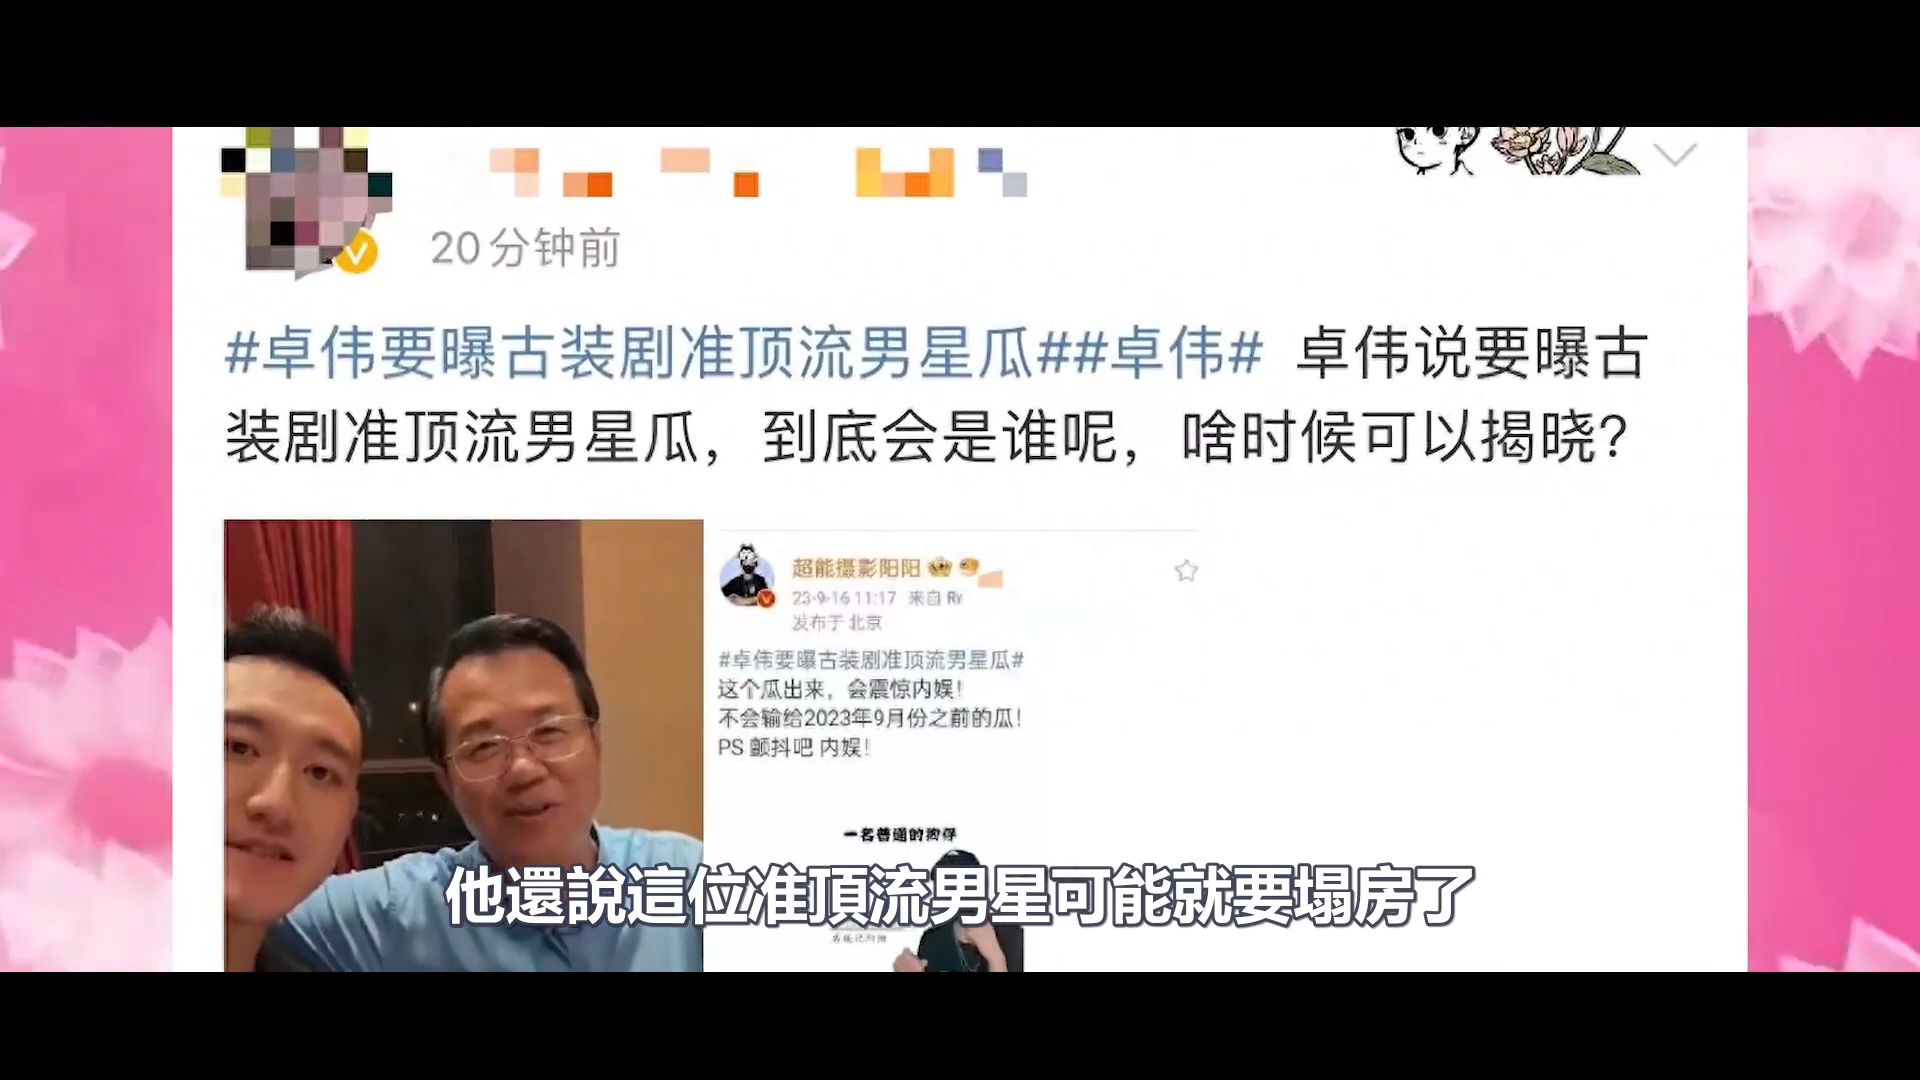 20分钟前
#卓伟要曝古装剧准顶流男星瓜##卓伟# 卓伟说要曝古
装剧准顶流男星瓜，到底会是谁呢，啥时候可以揭晓？
超能摄影阳阳
23-9-16 11:17 来自
发布于 北京
#卓伟要曝古装剧准顶流男星瓜#
这个瓜出来，会震惊内娱！
不会输给2023年9月份之前的瓜！
PS 颤抖吧 内娱！
一名普通的狗仔
他還說這位准頂流男星可能就要塌房了